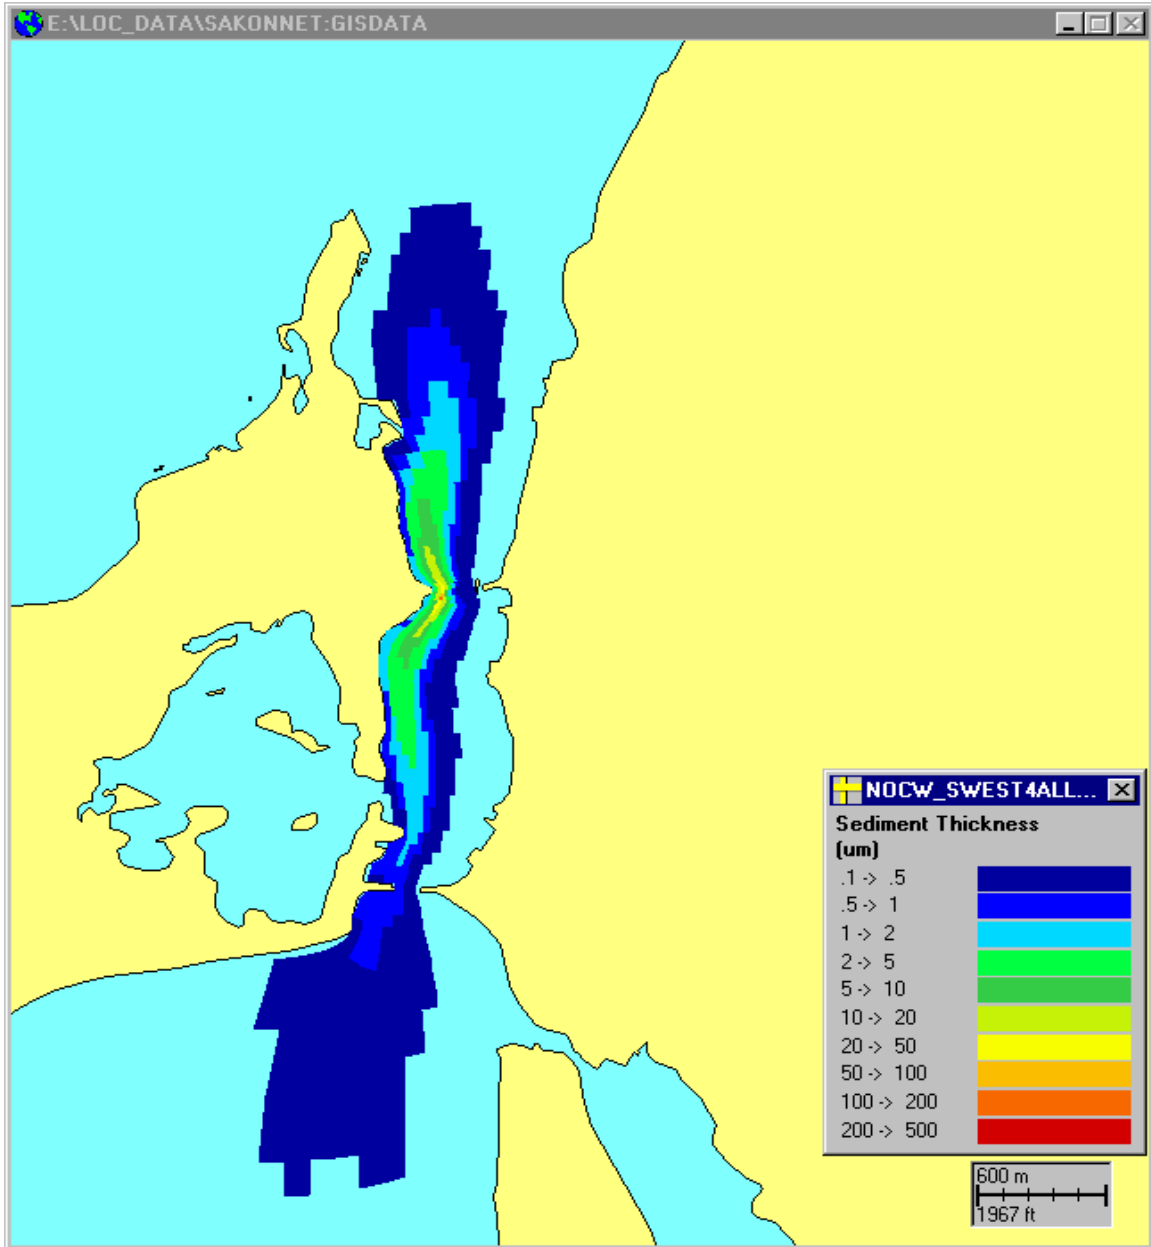 E:\LOC_DATA\SAKONNET:GISDATA
NOCW_SWEST4ALL...
Sediment Thickness
(um)
.1 -> .5
.5 -> 1
1 -> 2
2 -> 5
5 -> 10
10 -> 20
20 -> 50
50 -> 100
100 -> 200
200 -> 500
600 m
1967 ft